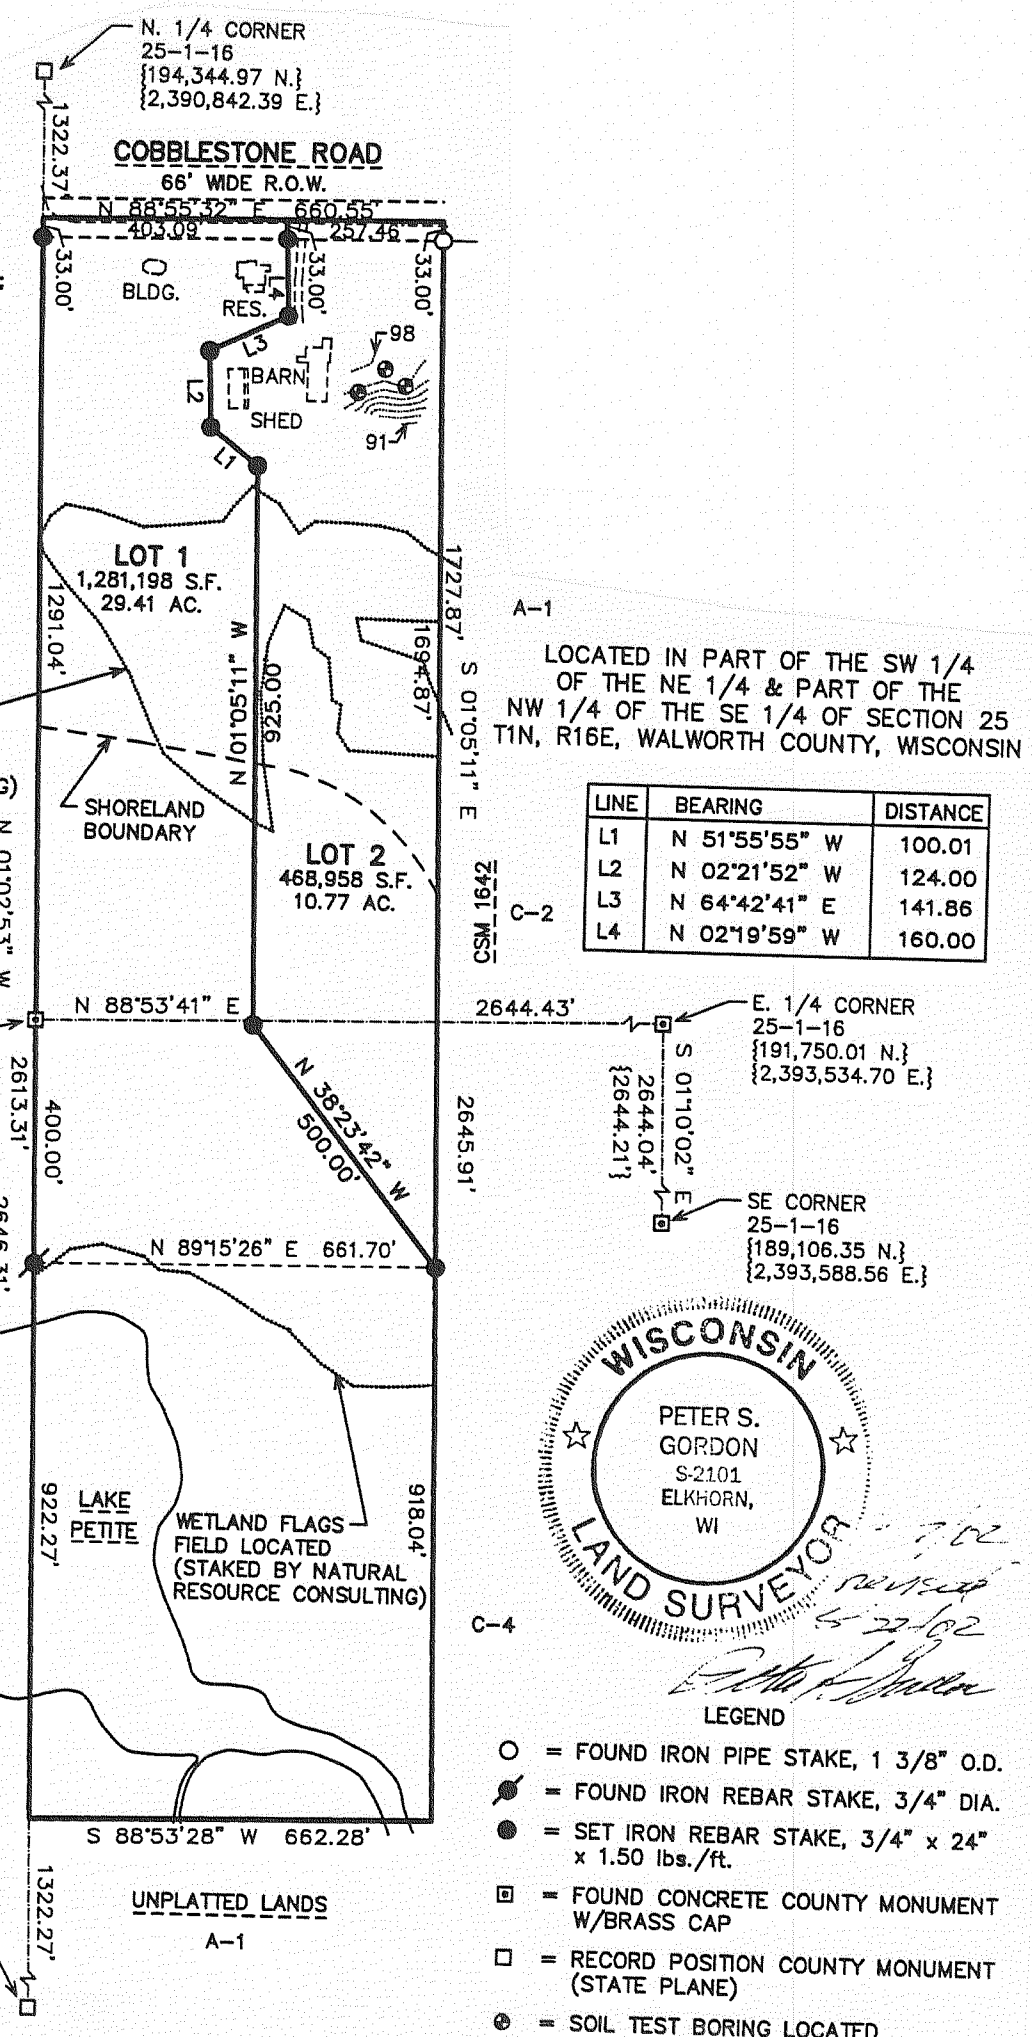 N. 1/4 CORNER
25-1-16
{194,344.97 N.}
{2,390,842.39 E.}
1322.37'
COBBLESTONE ROAD
66' WIDE R.O.W.
N 88°55'32" E 660.55'
403.09'
257.46'
33.00'
33.00'
33.00'
BLDG.
RES.
L4
L3
L2
BARN
SHED
L1
98
91
LOT 1
1,281,198 S.F.
29.41 AC.
1291.04'
N 01°05'11" W
925.00'
1727.87'
1694.87'
S 01°05'11" E
A-1
LOCATED IN PART OF THE SW 1/4
OF THE NE 1/4 & PART OF THE
NW 1/4 OF THE SE 1/4 OF SECTION 25
T1N, R16E, WALWORTH COUNTY, WISCONSIN
SHORELAND
BOUNDARY
G)
N 01°02'53" W
LOT 2
468,958 S.F.
10.77 AC.
CSM 1642
C-2
LINE BEARING DISTANCE
L1 N 51°55'55" W 100.01
L2 N 02°21'52" W 124.00
L3 N 64°42'41" E 141.86
L4 N 02°19'59" W 160.00
N 88°53'41" E
2644.43'
E. 1/4 CORNER
25-1-16
{191,750.01 N.}
{2,393,534.70 E.}
S 01°10'02" E
2644.04'
{2644.21'}
SE CORNER
25-1-16
{189,106.35 N.}
{2,393,588.56 E.}
2613.31'
400.00'
2646.31'
N 38°23'42" W
500.00'
2645.91'
N 89°15'26" E 661.70'
WISCONSIN
PETER S.
GORDON
S-2101
ELKHORN,
WI
LAND SURVEYOR
revised
5-22-02
922.27'
LAKE
PETITE
WETLAND FLAGS
FIELD LOCATED
(STAKED BY NATURAL
RESOURCE CONSULTING)
918.04'
C-4
S 88°53'28" W 662.28'
1322.27'
UNPLATTED LANDS
A-1
LEGEND
= FOUND IRON PIPE STAKE, 1 3/8" O.D.
= FOUND IRON REBAR STAKE, 3/4" DIA.
= SET IRON REBAR STAKE, 3/4" x 24"
x 1.50 lbs./ft.
= FOUND CONCRETE COUNTY MONUMENT
W/BRASS CAP
= RECORD POSITION COUNTY MONUMENT
(STATE PLANE)
= SOIL TEST BORING LOCATED